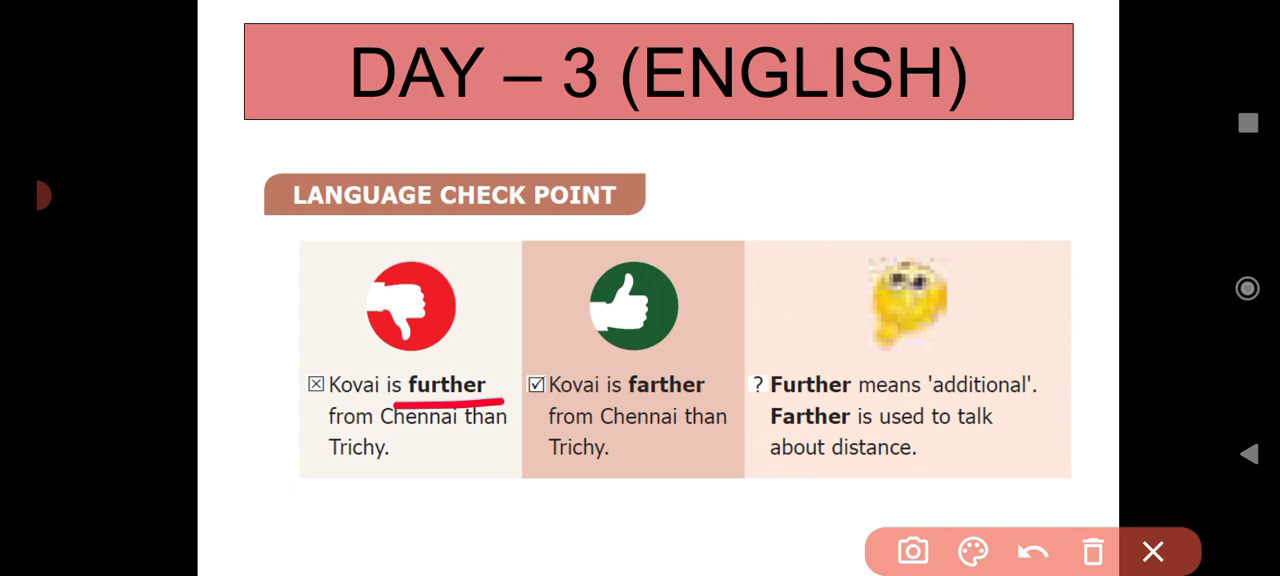 DAY – 3 (ENGLISH)
LANGUAGE CHECK POINT
☒ Kovai is further
from Chennai than
Trichy.
☑ Kovai is farther
from Chennai than
Trichy.
? Further means 'additional'.
Farther is used to talk
about distance.